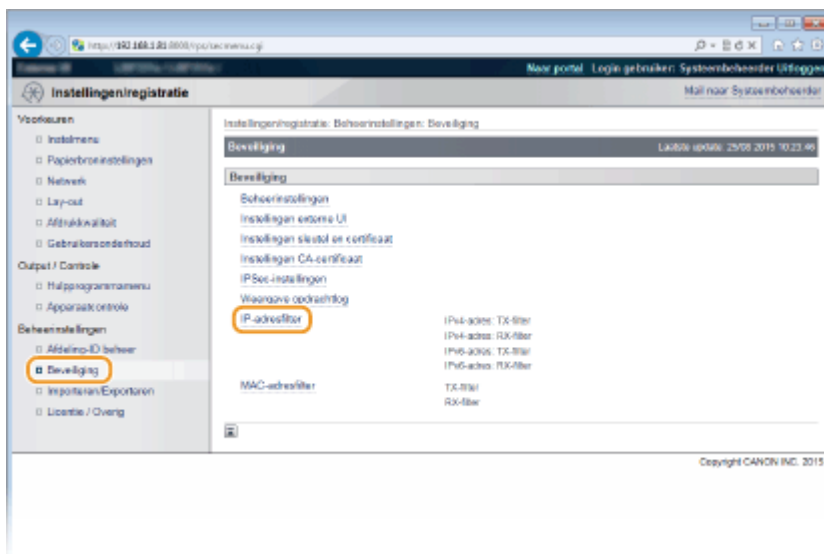 http://192.168.1.81:8000/rps/csecmenu.cgi
Naar portal Login gebruiker: Systeembeheerder Uitloggen
Instellingen/registratie
Mail naar Systeembeheerder
Voorkeuren
Instelmenu
Papierbroninstellingen
Netwerk
Lay-out
Afdrukkwaliteit
Gebruikersonderhoud
Output / Controle
Hulpprogrammamenu
Apparaatcontrole
Beheerinstellingen
Afdeling-ID beheer
Beveiliging
Importeren/Exporteren
Licentie / Overig
Instellingen/registratie: Beheerinstellingen: Beveiliging
Beveiliging
Laatste update: 25/08 2015 10:23:46
Beveiliging
Beheerinstellingen
Instellingen externe UI
Instellingen sleutel en certificaat
Instellingen CA-certificaat
IPSec-instellingen
Weergave opdrachtlog
IP-adresfilter
IPv4-adres: TX-filter
IPv4-adres: RX-filter
IPv6-adres: TX-filter
IPv6-adres: RX-filter
MAC-adresfilter
TX-filter
RX-filter
Copyright CANON INC. 2015